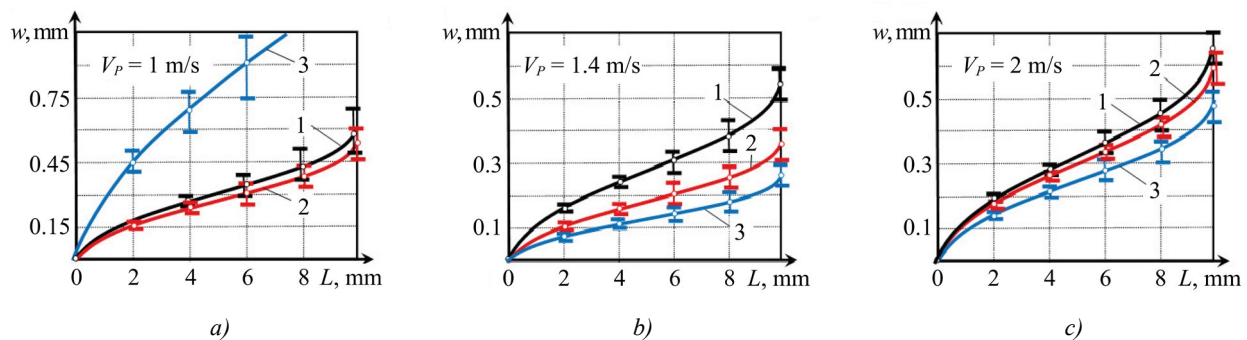 w, mm
V_P = 1 m/s
3
0.75
1
0.45
2
0.15
0 2 4 6 8 L, mm
a)
w, mm
V_P = 1.4 m/s
0.5
1
0.3
2
0.1
3
0 2 4 6 8 L, mm
b)
w, mm
V_P = 2 m/s
2
0.5
1
0.3
3
0.1
0 2 4 6 8 L, mm
c)